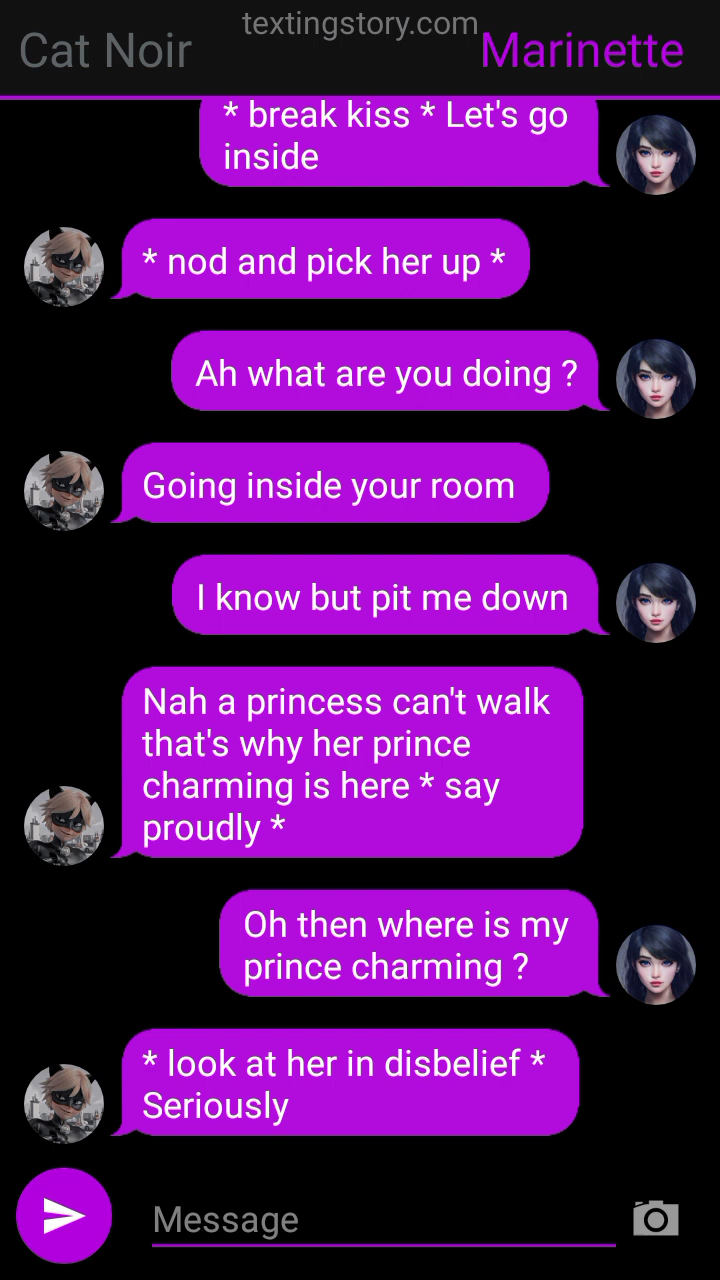 textingstory.com
Cat Noir
Marinette
* break kiss * Let's go
inside
* nod and pick her up *
Ah what are you doing ?
Going inside your room
I know but pit me down
Nah a princess can't walk
that's why her prince
charming is here * say
proudly *
Oh then where is my
prince charming ?
* look at her in disbelief *
Seriously
Message